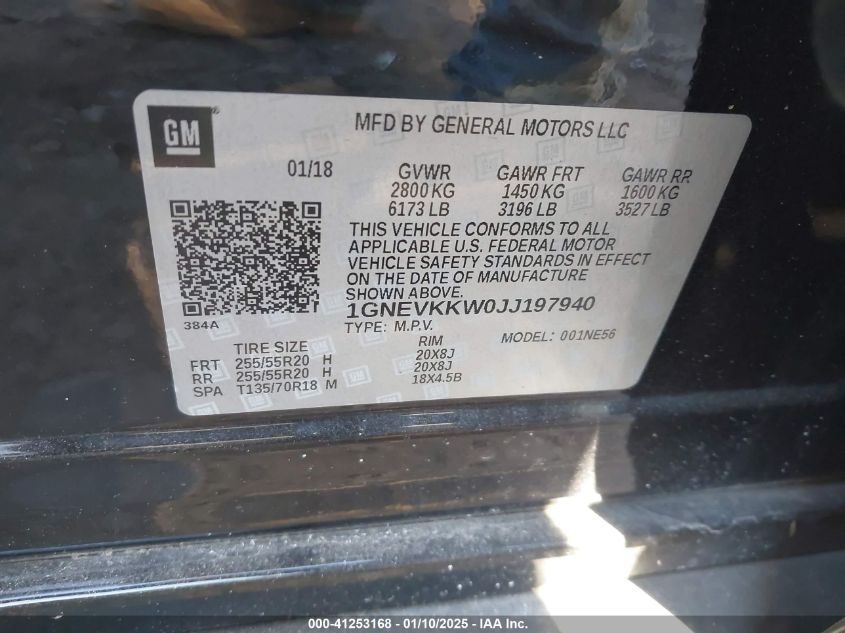 GM
MFD BY GENERAL MOTORS LLC
01/18
GVWR GAWR FRT GAWR RR
2800 KG 1450 KG 1600 KG
6173 LB 3196 LB 3527 LB
THIS VEHICLE CONFORMS TO ALL
APPLICABLE U.S. FEDERAL MOTOR
VEHICLE SAFETY STANDARDS IN EFFECT
ON THE DATE OF MANUFACTURE
SHOWN ABOVE.
384A
1GNEVKKW0JJ197940
TYPE: M.P.V. MODEL: 001NE56
TIRE SIZE RIM
FRT 255/55R20 H 20X8J
RR 255/55R20 H 20X8J
SPA T135/70R18 M 18X4.5B
000-41253168 — 01/10/2025 — IAA Inc.